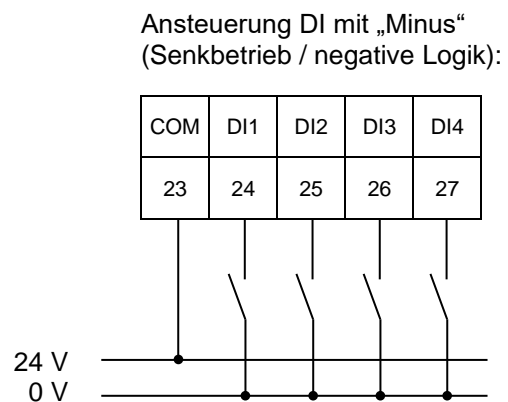 Ansteuerung DI mit „Minus“
(Senkbetrieb / negative Logik):
COM DI1 DI2 DI3 DI4
23 24 25 26 27
24 V
0 V